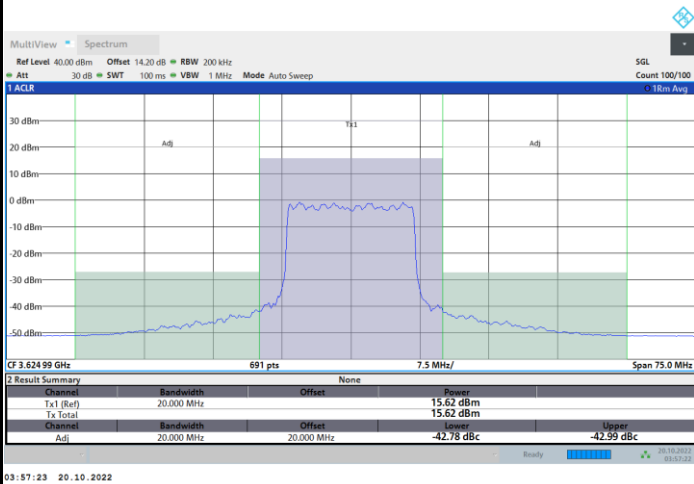 MultiView Spectrum
Ref Level 40.00 dBm Offset 14.20 dB RBW 200 kHz SGL
Att 30 dB SWT 100 ms VBW 1 MHz Mode Auto Sweep Count 100/100
1 ACLR 1Rm Avg
30 dBm
Tx1
20 dBm Adj Adj
10 dBm
0 dBm
-10 dBm
-20 dBm
-30 dBm
-40 dBm
-50 dBm
CF 3.62499 GHz 691 pts 7.5 MHz/ Span 75.0 MHz
2 Result Summary None
Channel Bandwidth Offset Power
Tx1 (Ref) 20.000 MHz 15.62 dBm
Tx Total 15.62 dBm
Channel Bandwidth Offset Lower Upper
Adj 20.000 MHz 20.000 MHz -42.78 dBc -42.99 dBc
Ready 20.10.2022
03:57:22
03:57:23 20.10.2022